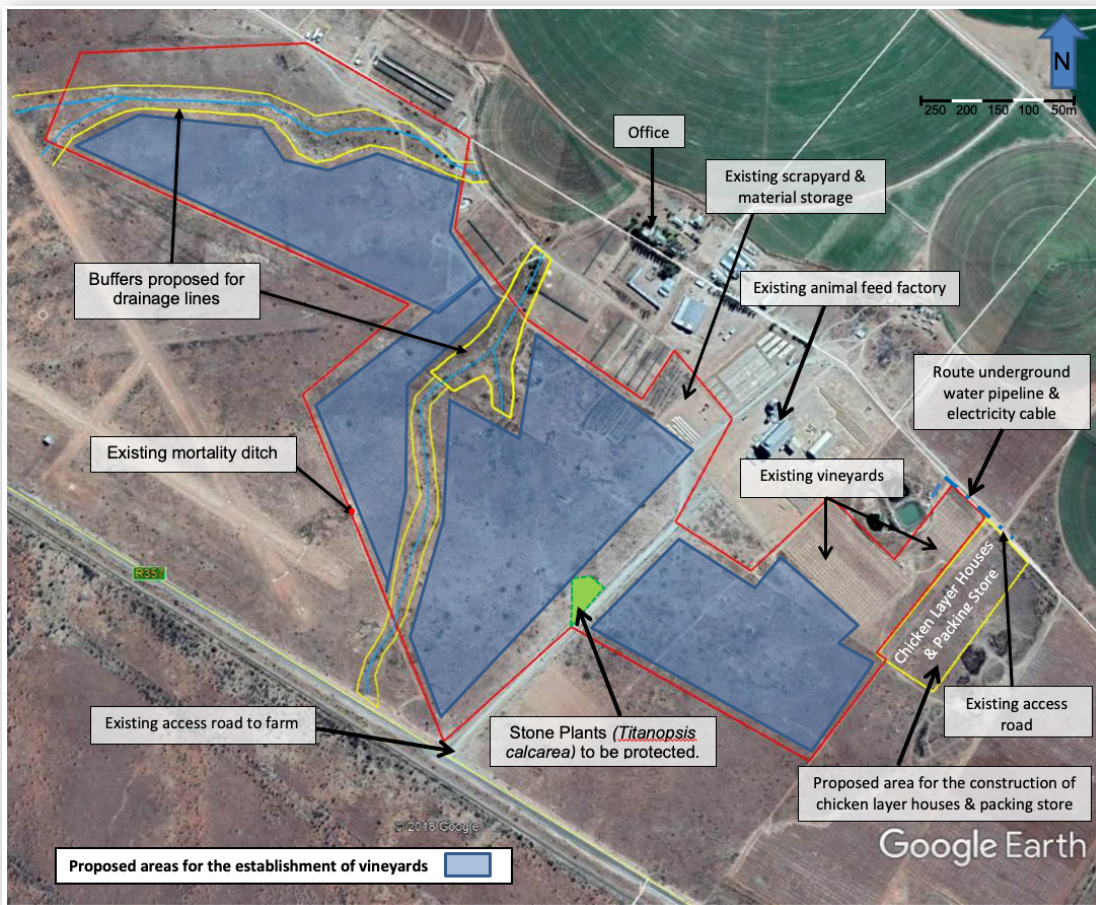 N
250 200 150 100 50m
Office
Existing scrapyard &
material storage
Buffers proposed for
drainage lines
Existing animal feed factory
Route underground
water pipeline &
electricity cable
Existing mortality ditch
Existing vineyards
R357
Chicken Layer Houses
& Packing Store
Existing access road to farm
Stone Plants (Titanopsis
calcarea) to be protected.
Existing access
road
Proposed area for the construction of
chicken layer houses & packing store
© 2018 Google
Google Earth
Proposed areas for the establishment of vineyards